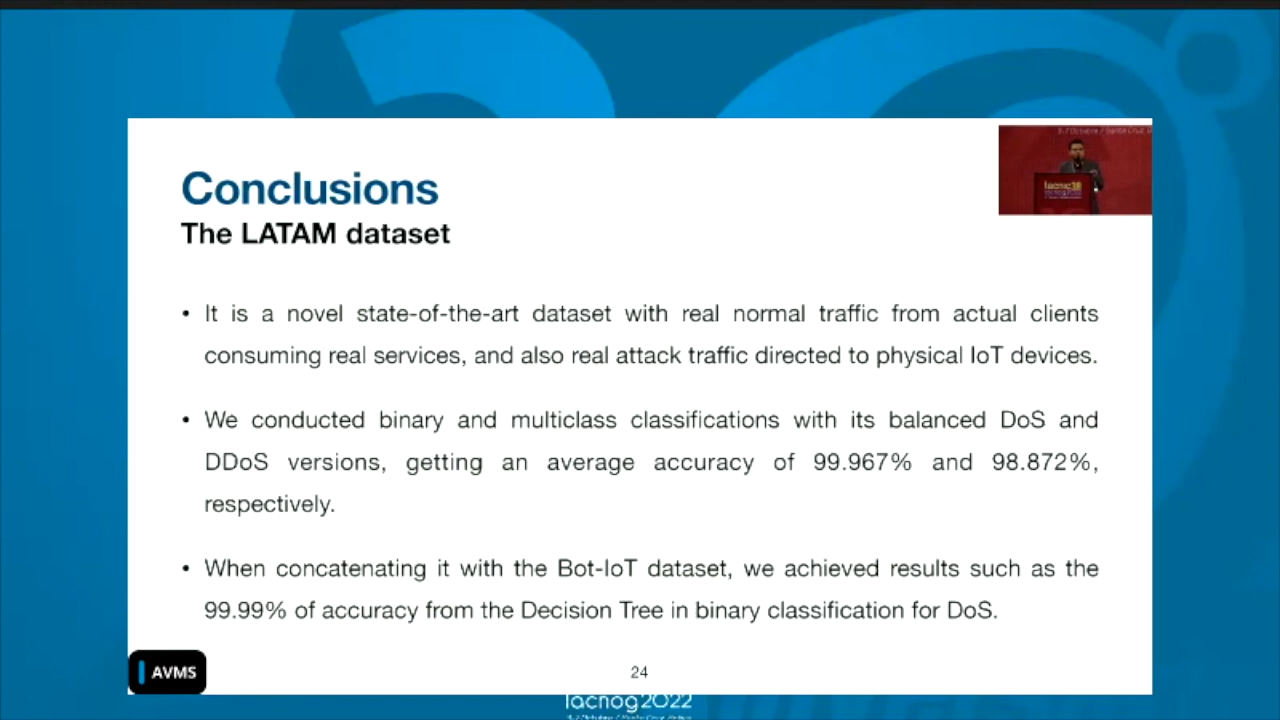 Conclusions
The LATAM dataset
• It is a novel state-of-the-art dataset with real normal traffic from actual clients
consuming real services, and also real attack traffic directed to physical IoT devices.
• We conducted binary and multiclass classifications with its balanced DoS and
DDoS versions, getting an average accuracy of 99.967% and 98.872%,
respectively.
• When concatenating it with the Bot-IoT dataset, we achieved results such as the
99.99% of accuracy from the Decision Tree in binary classification for DoS.
AVMS
24
lacnog2022